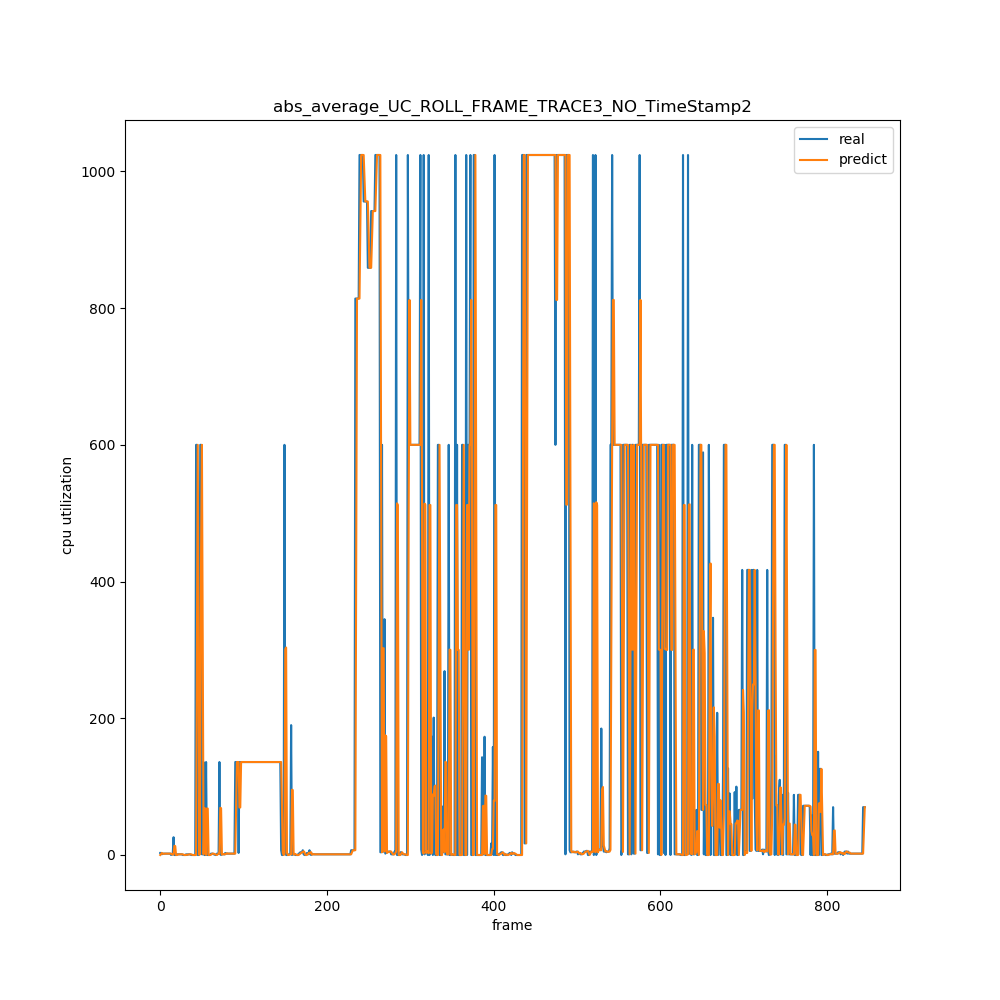 abs_average_UC_ROLL_FRAME_TRACE3_NO_TimeStamp2
real
predict
1000
800
600
400
200
0
cpu utilization
0 200 400 600 800
frame